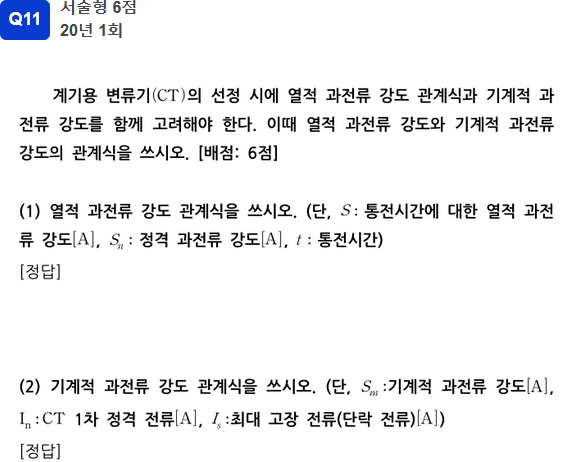 Q11
서술형 6점
20년 1회
계기용 변류기(CT)의 선정 시에 열적 과전류 강도 관계식과 기계적 과
전류 강도를 함께 고려해야 한다. 이때 열적 과전류 강도와 기계적 과전류
강도의 관계식을 쓰시오. [배점: 6점]
(1) 열적 과전류 강도 관계식을 쓰시오. (단, S : 통전시간에 대한 열적 과전
류 강도[A], Sₙ : 정격 과전류 강도[A], t : 통전시간)
[정답]
(2) 기계적 과전류 강도 관계식을 쓰시오. (단, Sₘ :기계적 과전류 강도[A],
Iₙ :CT 1차 정격 전류[A], Iₛ :최대 고장 전류(단락 전류)[A])
[정답]